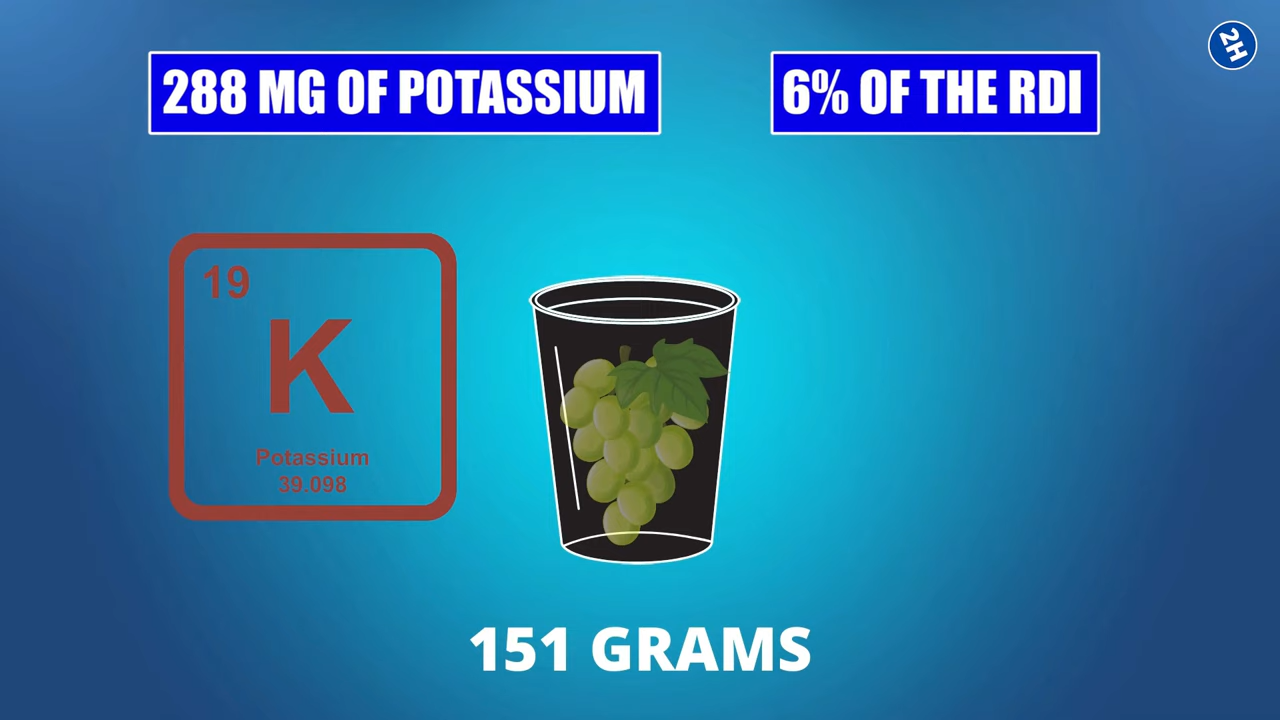 288 MG OF POTASSIUM
6% OF THE RDI
2H
19
K
Potassium
39.098
151 GRAMS